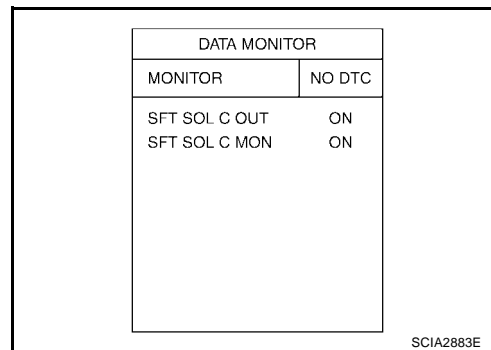 DATA MONITOR
MONITOR NO DTC
SFT SOL C OUT ON
SFT SOL C MON ON
SCIA2883E